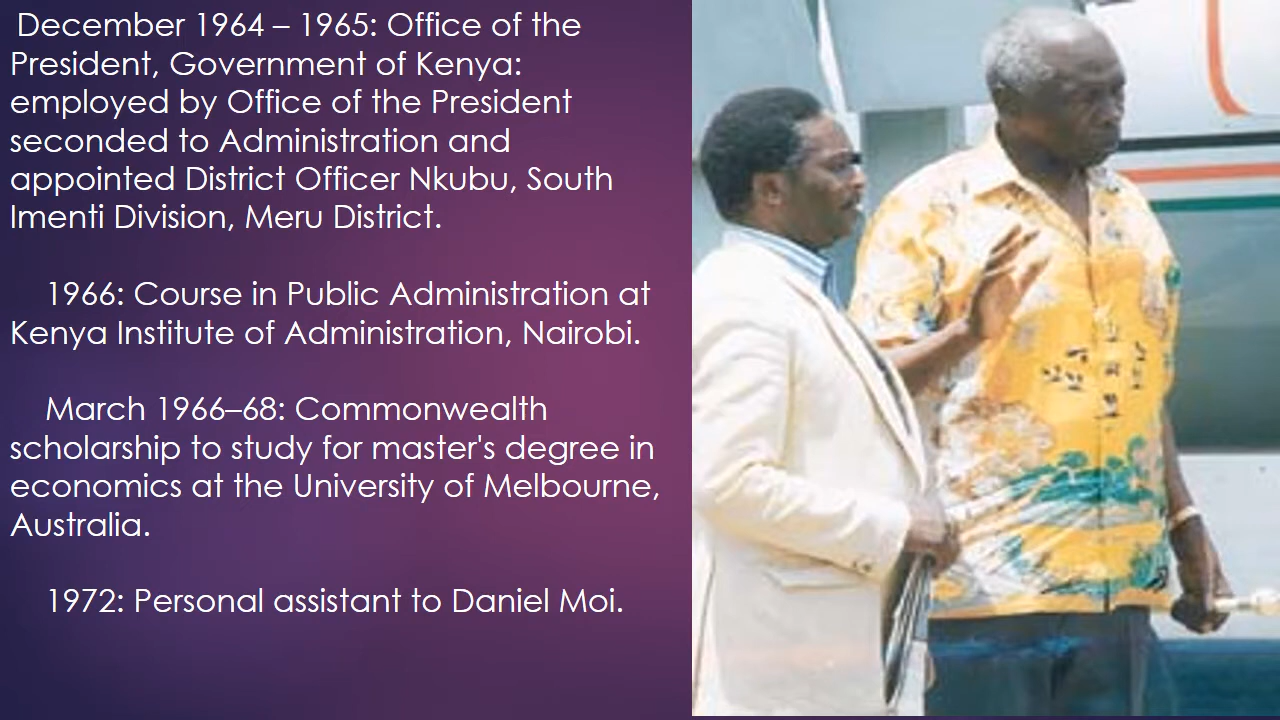 December 1964 – 1965: Office of the
President, Government of Kenya:
employed by Office of the President
seconded to Administration and
appointed District Officer Nkubu, South
Imenti Division, Meru District.
1966: Course in Public Administration at
Kenya Institute of Administration, Nairobi.
March 1966–68: Commonwealth
scholarship to study for master's degree in
economics at the University of Melbourne,
Australia.
1972: Personal assistant to Daniel Moi.